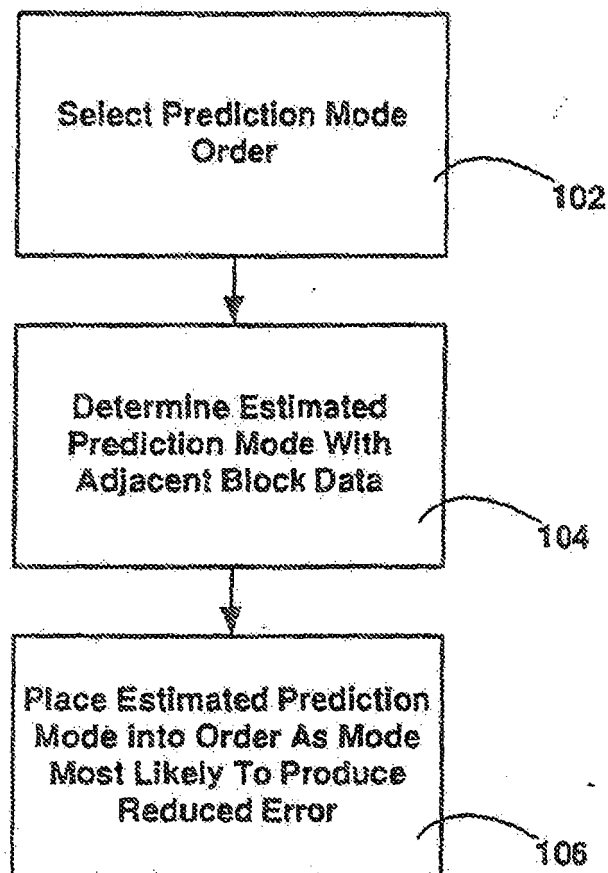 Select Prediction Mode
Order
102
Determine Estimated
Prediction Mode With
Adjacent Block Data
104
Place Estimated Prediction
Mode into Order As Mode
Most Likely To Produce
Reduced Error
106